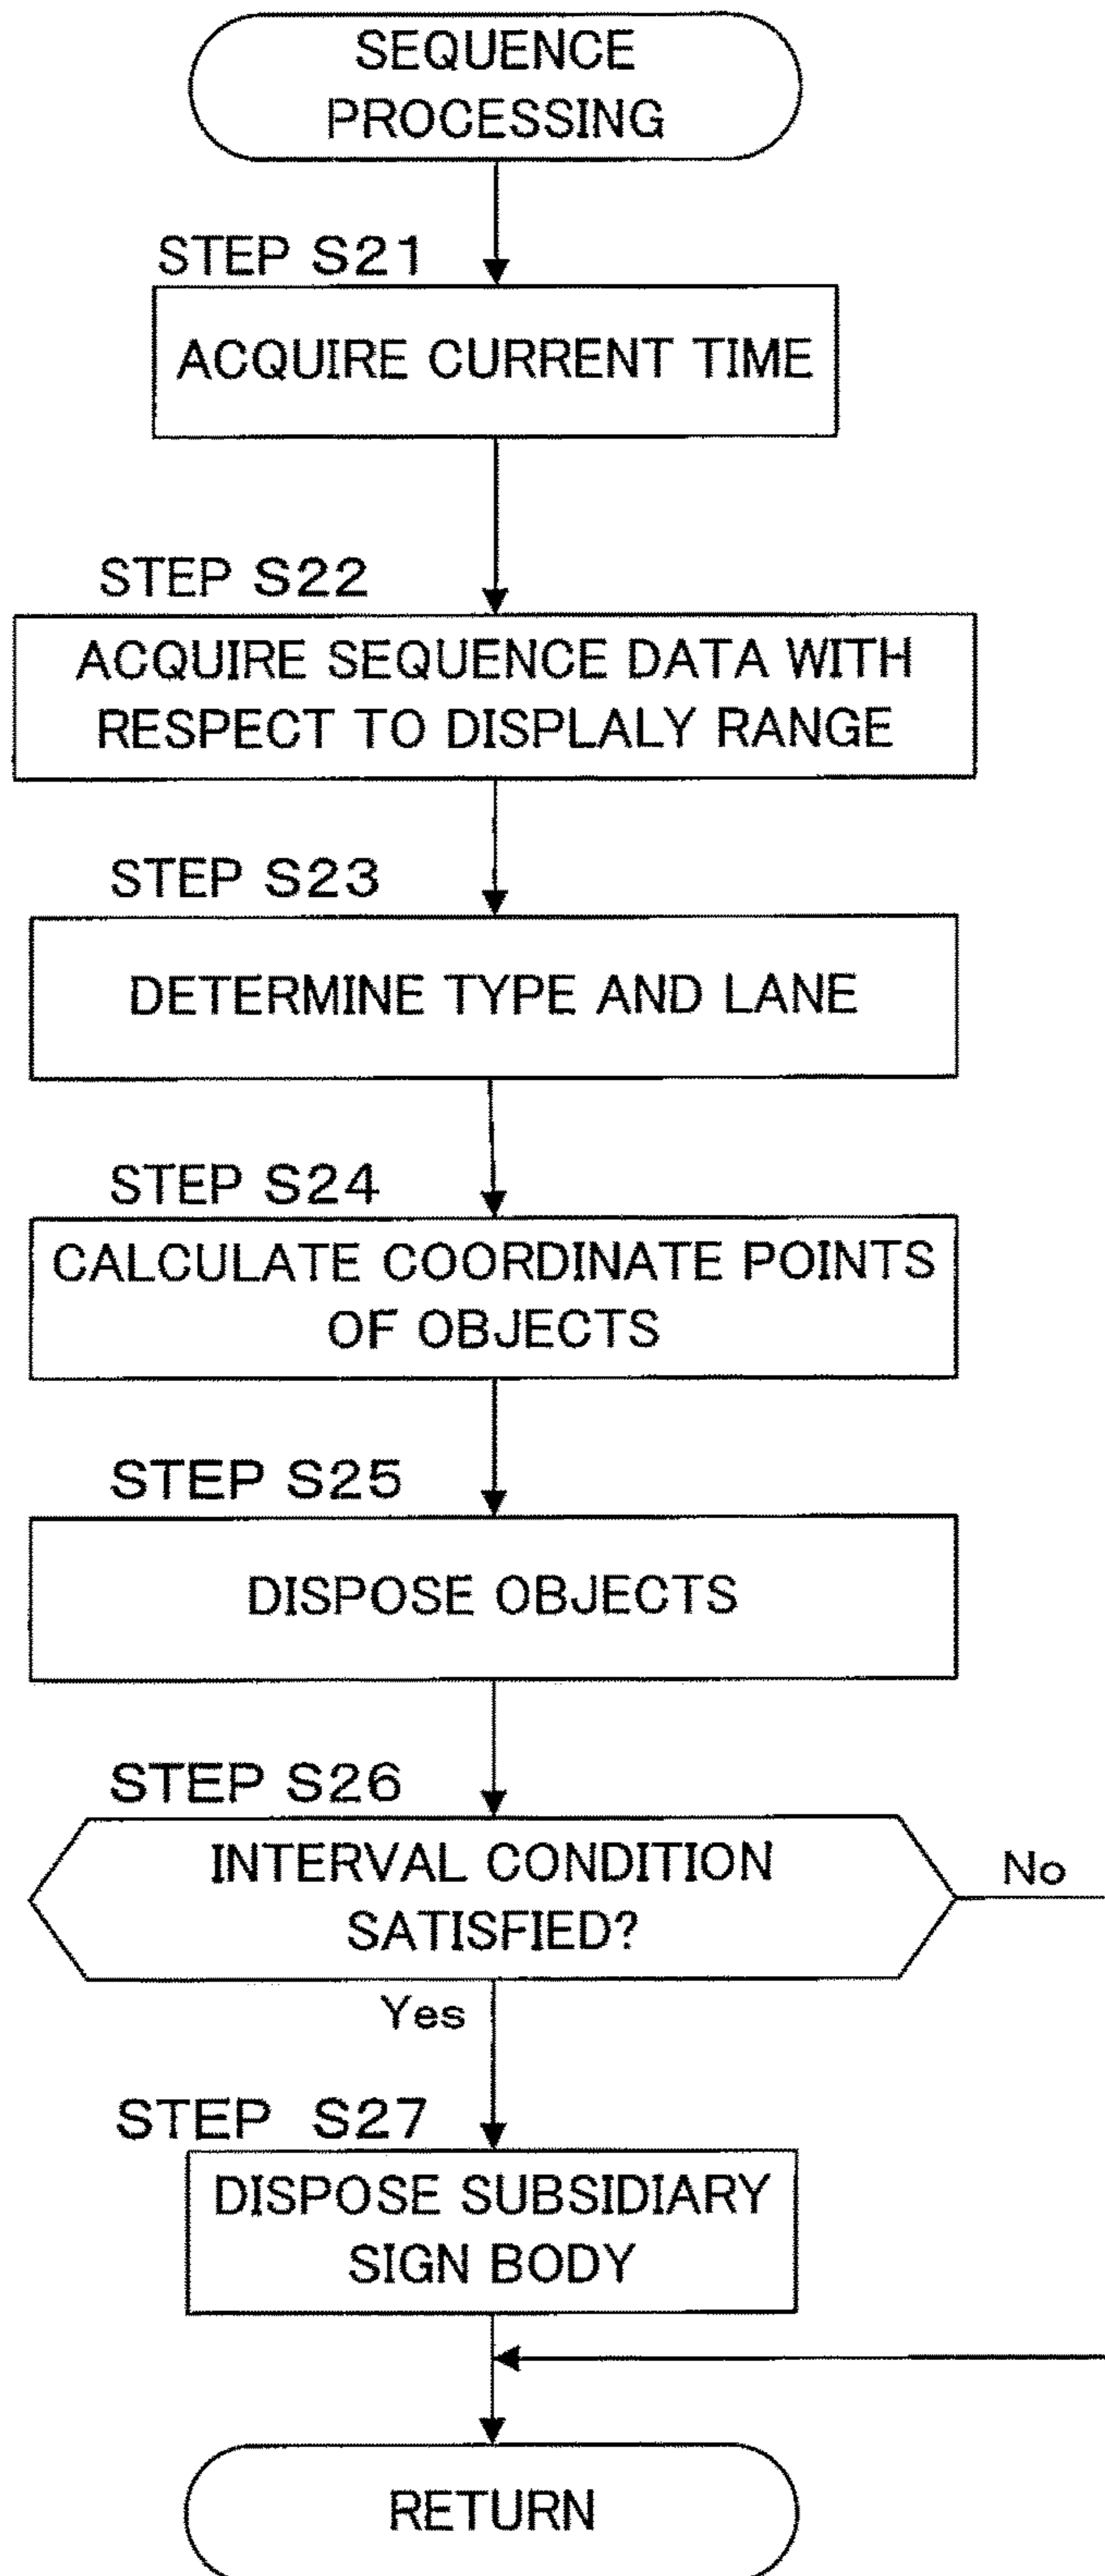 SEQUENCE
PROCESSING
STEP S21
ACQUIRE CURRENT TIME
STEP S22
ACQUIRE SEQUENCE DATA WITH
RESPECT TO DISPLALY RANGE
STEP S23
DETERMINE TYPE AND LANE
STEP S24
CALCULATE COORDINATE POINTS
OF OBJECTS
STEP S25
DISPOSE OBJECTS
STEP S26
INTERVAL CONDITION
SATISFIED?
No
Yes
STEP S27
DISPOSE SUBSIDIARY
SIGN BODY
RETURN